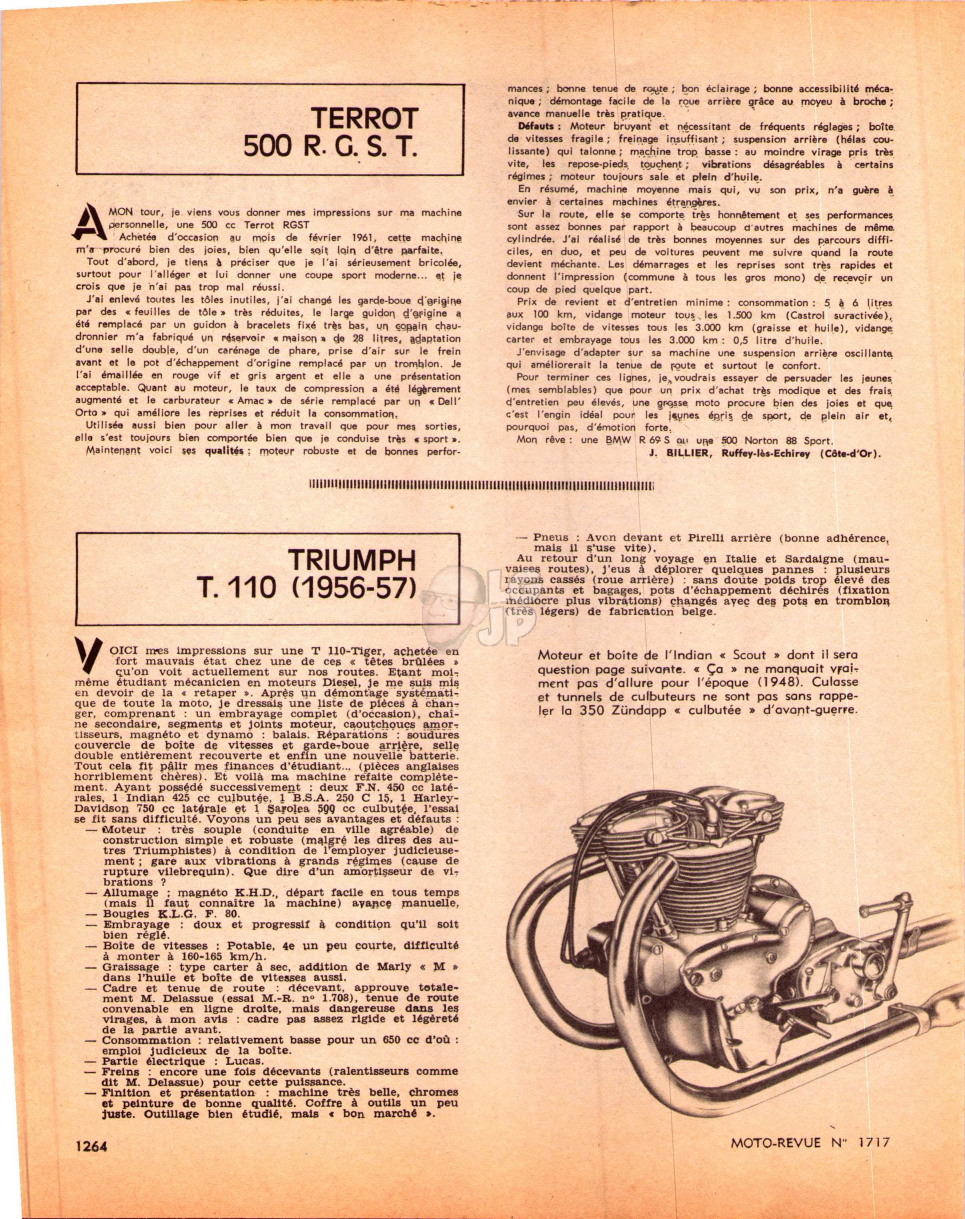 TERROT
500 R. G. S. T.
A MON tour, je viens vous donner mes impressions sur ma machine
personnelle, une 500 cc Terrot RGST
Achetée d'occasion au mois de février 1961, cette machine
m'a procuré bien des joies, bien qu'elle soit loin d'être parfaite.
Tout d'abord, je tiens à préciser que je l'ai sérieusement bricolée,
surtout pour l'alléger et lui donner une coupe sport moderne... et je
crois que je n'ai pas trop mal réussi.
J'ai enlevé toutes les tôles inutiles, j'ai changé les garde-boue d'origine
par des « feuilles de tôle » très réduites, le large guidon d'origine a
été remplacé par un guidon à bracelets fixé très bas, un copain chau-
dronnier m'a fabriqué un réservoir « maison » de 28 litres, adaptation
d'une selle double, d'un carénage de phare, prise d'air sur le frein
avant et le pot d'échappement d'origine remplacé par un tromblon. Je
l'ai émaillée en rouge vif et gris argent et elle a une présentation
acceptable. Quant au moteur, le taux de compression a été légèrement
augmenté et le carburateur « Amac » de série remplacé par un « Dell'
Orto » qui améliore les reprises et réduit la consommation.
Utilisée aussi bien pour aller à mon travail que pour mes sorties,
elle s'est toujours bien comportée bien que je conduise très « sport ».
Maintenant voici ses qualités : moteur robuste et de bonnes perfor-
mances ; bonne tenue de route ; bon éclairage ; bonne accessibilité méca-
nique ; démontage facile de la roue arrière grâce au moyeu à broche ;
avance manuelle très pratique.
Défauts : Moteur bruyant et nécessitant de fréquents réglages ; boîte
de vitesses fragile ; freinage insuffisant ; suspension arrière (hélas cou-
lissante) qui talonne ; machine trop basse : au moindre virage pris très
vite, les repose-pieds touchent ; vibrations désagréables à certains
régimes ; moteur toujours sale et plein d'huile.
En résumé, machine moyenne mais qui, vu son prix, n'a guère à
envier à certaines machines étrangères.
Sur la route, elle se comporte très honnêtement et ses performances
sont assez bonnes par rapport à beaucoup d'autres machines de même
cylindrée. J'ai réalisé de très bonnes moyennes sur des parcours diffi-
ciles, en duo, et peu de voitures peuvent me suivre quand la route
devient méchante. Les démarrages et les reprises sont très rapides et
donnent l'impression (commune à tous les gros mono) de recevoir un
coup de pied quelque part.
Prix de revient et d'entretien minime : consommation : 5 à 6 litres
aux 100 km, vidange moteur tous les 1.500 km (Castrol suractivée),
vidange boîte de vitesses tous les 3.000 km (graisse et huile), vidange
carter et embrayage tous les 3.000 km : 0,5 litre d'huile.
J'envisage d'adapter sur sa machine une suspension arrière oscillante
qui améliorerait la tenue de route et surtout le confort.
Pour terminer ces lignes, je voudrais essayer de persuader les jeunes
(mes semblables) que pour un prix d'achat très modique et des frais
d'entretien peu élevés, une grosse moto procure bien des joies et que
c'est l'engin idéal pour les jeunes épris de sport, de plein air et,
pourquoi pas, d'émotion forte.
Mon rêve : une BMW R 69 S ou une 500 Norton 88 Sport.
J. BILLIER, Ruffey-lès-Echirey (Côte-d'Or).
TRIUMPH
T. 110 (1956-57)
VOICI mes impressions sur une T 110-Tiger, achetée en
fort mauvais état chez une de ces « têtes brûlées »
qu'on voit actuellement sur nos routes. Etant moi-
même étudiant mécanicien en moteurs Diesel, je me suis mis
en devoir de la « retaper ». Après un démontage systémati-
que de toute la moto, je dressais une liste de pièces à chan-
ger, comprenant : un embrayage complet (d'occasion), chaî-
ne secondaire, segments et joints moteur, caoutchoucs amor-
tisseurs, magnéto et dynamo : balais. Réparations : soudures
couvercle de boîte de vitesses et garde-boue arrière, selle
double entièrement recouverte et enfin une nouvelle batterie.
Tout cela fit pâlir mes finances d'étudiant... (pièces anglaises
horriblement chères). Et voilà ma machine refaite complète-
ment. Ayant possédé successivement : deux F.N. 450 cc laté-
rales, 1 Indian 425 cc culbutée, 1 B.S.A. 250 C 15, 1 Harley-
Davidson 750 cc latérale et 1 Sarolea 500 cc culbutée, l'essai
se fit sans difficulté. Voyons un peu ses avantages et défauts :
— Moteur : très souple (conduite en ville agréable) de
construction simple et robuste (malgré les dires des au-
tres Triumphistes) à condition de l'employer judicieuse-
ment ; gare aux vibrations à grands régimes (cause de
rupture vilebrequin). Que dire d'un amortisseur de vi-
brations ?
— Allumage : magnéto K.H.D., départ facile en tous temps
(mais il faut connaître la machine) avance manuelle,
— Bougies K.L.G. F. 80.
— Embrayage : doux et progressif à condition qu'il soit
bien réglé.
— Boîte de vitesses : Potable, 4e un peu courte, difficulté
à monter à 160-165 km/h.
— Graissage : type carter à sec, addition de Marly « M »
dans l'huile et boîte de vitesses aussi.
— Cadre et tenue de route : décevant, approuve totale-
ment M. Delassue (essai M.-R. n° 1.708), tenue de route
convenable en ligne droite, mais dangereuse dans les
virages, à mon avis : cadre pas assez rigide et légèreté
de la partie avant.
— Consommation : relativement basse pour un 650 cc d'où :
emploi judicieux de la boîte.
— Partie électrique : Lucas.
— Freins : encore une fois décevants (ralentisseurs comme
dit M. Delassue) pour cette puissance.
— Finition et présentation : machine très belle, chromes
et peinture de bonne qualité. Coffre à outils un peu
juste. Outillage bien étudié, mais « bon marché ».
— Pneus : Avon devant et Pirelli arrière (bonne adhérence,
mais il s'use vite).
Au retour d'un long voyage en Italie et Sardaigne (mau-
vaises routes), j'eus à déplorer quelques pannes : plusieurs
rayons cassés (roue arrière) : sans doute poids trop élevé des
occupants et bagages, pots d'échappement déchirés (fixation
médiocre plus vibrations) changés avec des pots en tromblon
(très légers) de fabrication belge.
Moteur et boîte de l'Indian « Scout » dont il sera
question page suivante. « Ça » ne manquait vrai-
ment pas d'allure pour l'époque (1948). Culasse
et tunnels de culbuteurs ne sont pas sans rappe-
ler la 350 Zündapp « culbutée » d'avant-guerre.
JP
1264
MOTO-REVUE N° 1717